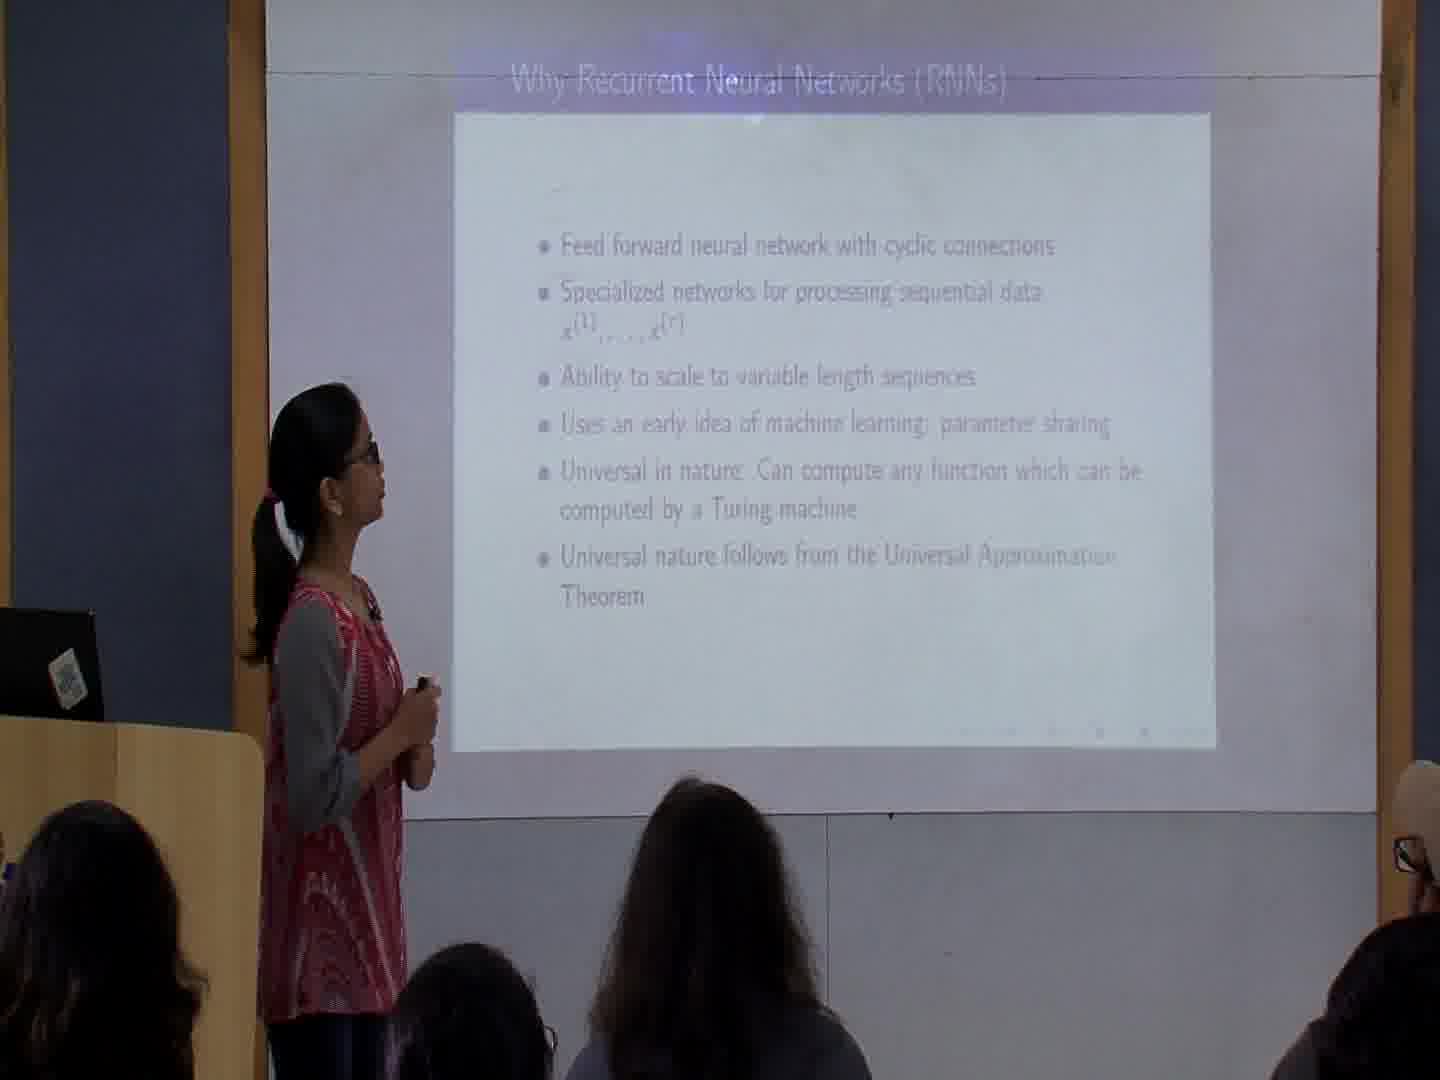 Why Recurrent Neural Networks (RNNs)
Feed forward neural network with cyclic connections
Specialized networks for processing sequential data
x^(1), . . . , x^(τ)
Ability to scale to variable length sequences
Uses an early idea of machine learning: parameter sharing
Universal in nature: Can compute any function which can be
computed by a Turing machine
Universal nature follows from the Universal Approximation
Theorem